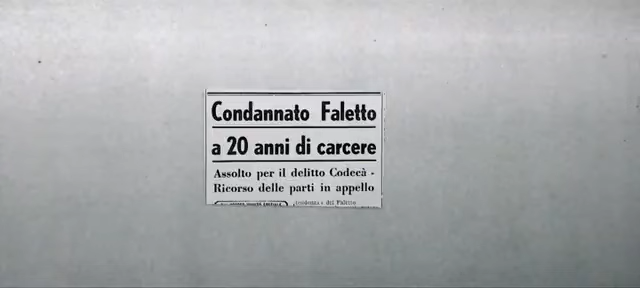 Condannato Faletto
a 20 anni di carcere
Assolto per il delitto Codecà -
Ricorso delle parti in appello